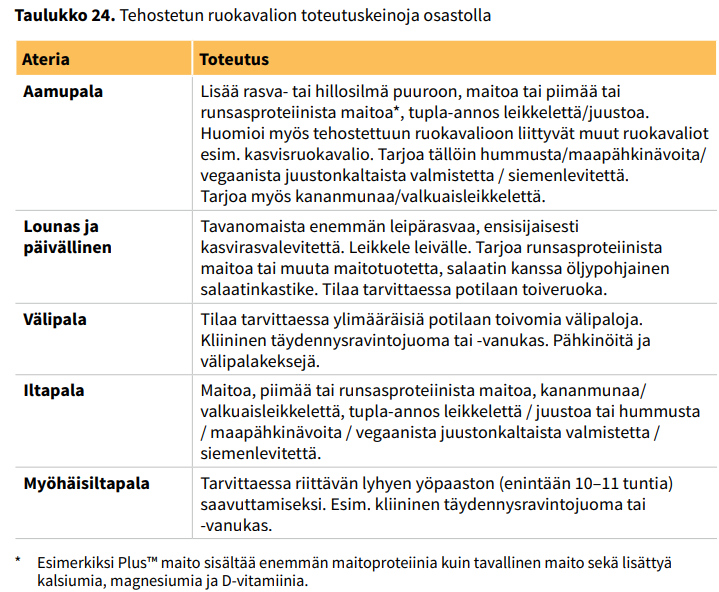 Taulukko 24. Tehostetun ruokavalion toteutuskeinoja osastolla
Ateria
Toteutus
Aamupala
Lisää rasva- tai hillosilmä puuroon, maitoa tai piimää tai
runsasproteiinista maitoa*, tupla-annos leikkelettä/juustoa.
Huomioi myös tehostettuun ruokavalioon liittyvät muut ruokavaliot
esim. kasvisruokavalio. Tarjoa tällöin hummusta/maapähkinävoita/
vegaanista juustonkaltaista valmistetta / siemenlevitettä.
Tarjoa myös kananmunaa/valkuaisleikkelettä.
Lounas ja
päivällinen
Tavanomaista enemmän leipärasvaa, ensisijaisesti
kasvirasvalevitettä. Leikkele leivälle. Tarjoa runsasproteiinista
maitoa tai muuta maitotuotetta, salaatin kanssa öljypohjainen
salaatinkastike. Tilaa tarvittaessa potilaan toiveruoka.
Välipala
Tilaa tarvittaessa ylimääräisiä potilaan toivomia välipaloja.
Kliininen täydennysravintojuoma tai -vanukas. Pähkinöitä ja
välipalakeksejä.
Iltapala
Maitoa, piimää tai runsasproteiinista maitoa, kananmunaa/
valkuaisleikkelettä, tupla-annos leikkelettä / juustoa tai hummusta
/ maapähkinävoita / vegaanista juustonkaltaista valmistetta /
siemenlevitettä.
Myöhäisiltapala
Tarvittaessa riittävän lyhyen yöpaaston (enintään 10–11 tuntia)
saavuttamiseksi. Esim. kliininen täydennysravintojuoma tai
-vanukas.
* Esimerkiksi Plus™ maito sisältää enemmän maitoproteiinia kuin tavallinen maito sekä lisättyä
kalsiumia, magnesiumia ja D-vitamiinia.